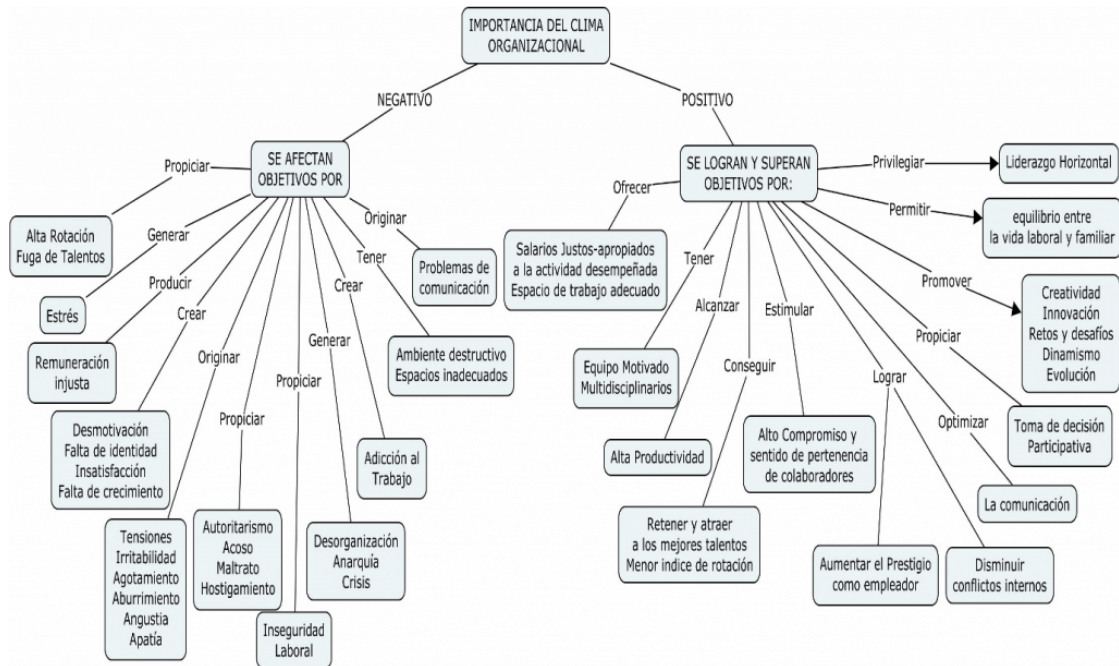 IMPORTANCIA DEL CLIMA
ORGANIZACIONAL
NEGATIVO
POSITIVO
SE AFECTAN
OBJETIVOS POR
Propiciar
Alta Rotación
Fuga de Talentos
Generar
Estrés
Producir
Remuneración
injusta
Crear
Desmotivación
Falta de identidad
Insatisfacción
Falta de crecimiento
Originar
Tensiones
Irritabilidad
Agotamiento
Aburrimiento
Angustia
Apatía
Propiciar
Autoritarismo
Acoso
Maltrato
Hostigamiento
Propiciar
Inseguridad
Laboral
Generar
Desorganización
Anarquía
Crisis
Crear
Adicción al
Trabajo
Tener
Ambiente destructivo
Espacios inadecuados
Originar
Problemas de
comunicación
SE LOGRAN Y SUPERAN
OBJETIVOS POR:
Ofrecer
Salarios Justos-apropiados
a la actividad desempeñada
Espacio de trabajo adecuado
Tener
Equipo Motivado
Multidisciplinarios
Alcanzar
Alta Productividad
Conseguir
Retener y atraer
a los mejores talentos
Menor indice de rotación
Estimular
Alto Compromiso y
sentido de pertenencia
de colaboradores
Lograr
Aumentar el Prestigio
como empleador
Disminuir
conflictos internos
Optimizar
La comunicación
Propiciar
Toma de decisión
Participativa
Promover
Creatividad
Innovación
Retos y desafíos
Dinamismo
Evolución
Permitir
equilibrio entre
la vida laboral y familiar
Privilegiar
Liderazgo Horizontal